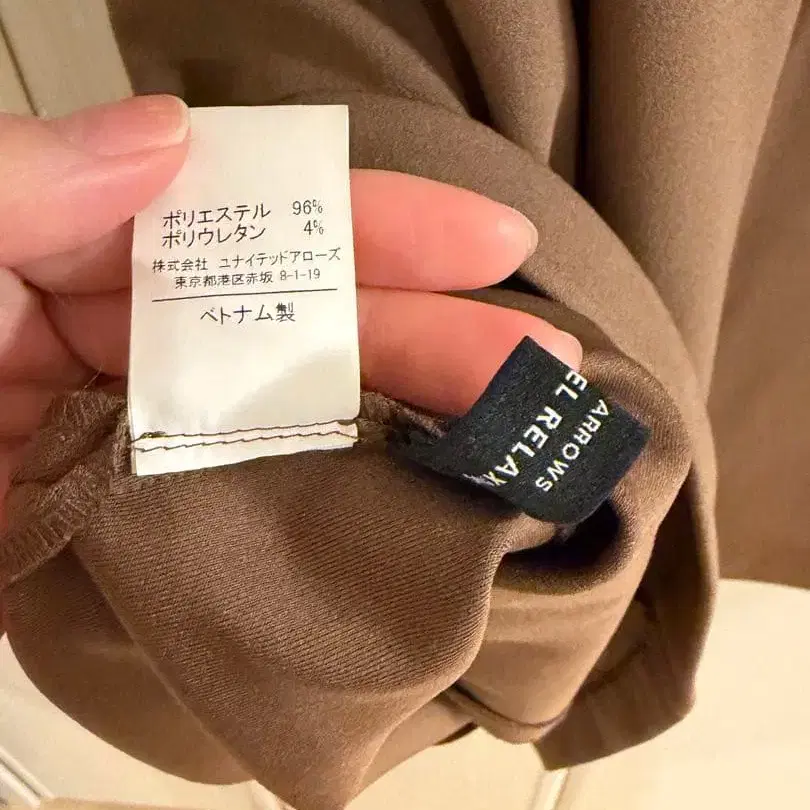 ポリエステル 96%
ポリウレタン 4%
株式会社 ユナイテッドアローズ
東京都港区赤坂 8-1-19
ベトナム製
EL RELAX
ARROWS